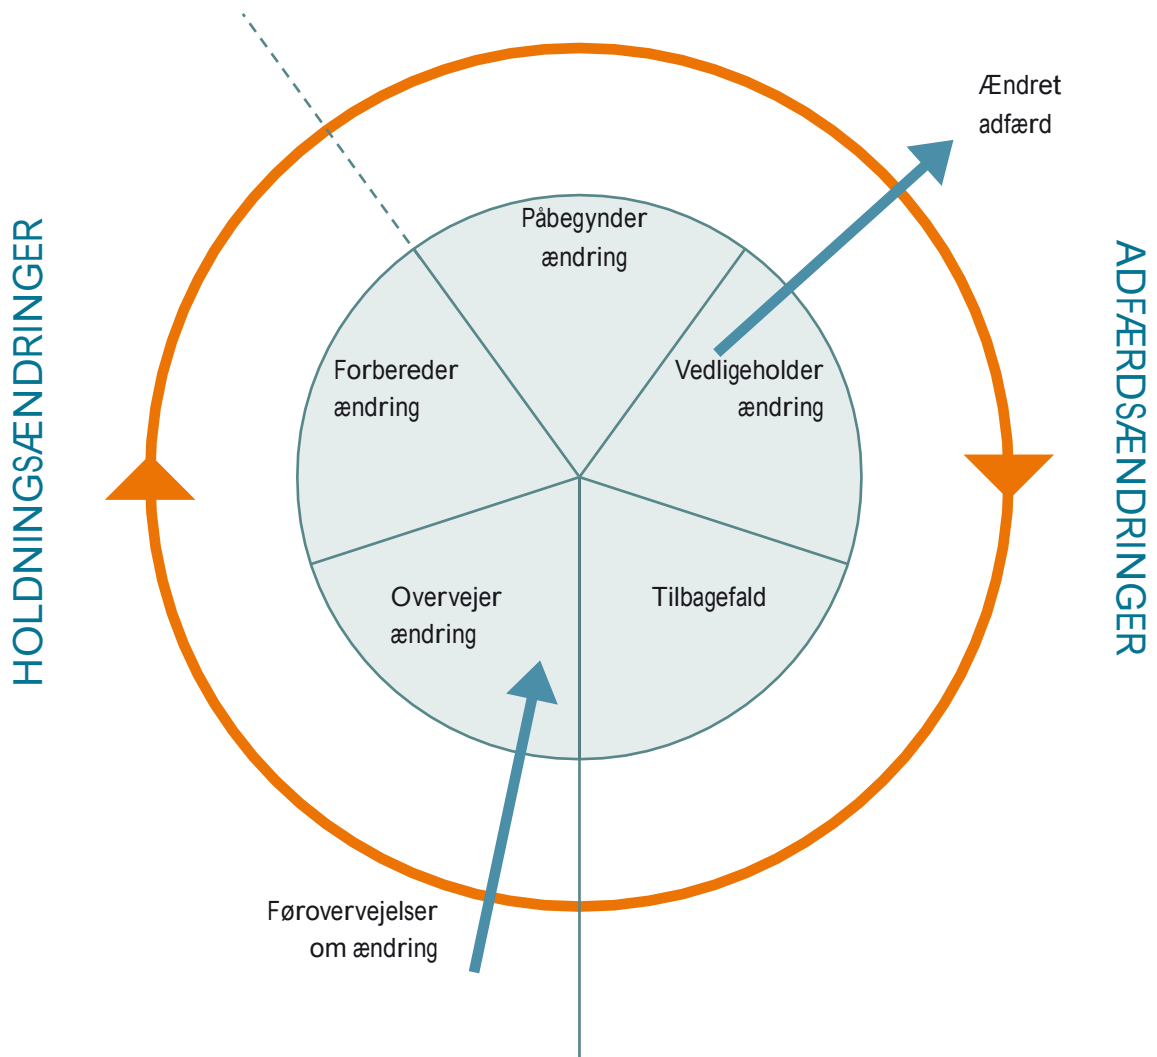 Ændret
adfærd
Påbegynder
ændring
HOLDNINGSÆNDRINGER
ADFÆRDSÆNDRINGER
Forbereder
ændring
Vedligeholder
ændring
Overvejer
ændring
Tilbagefald
Førovervejelser
om ændring